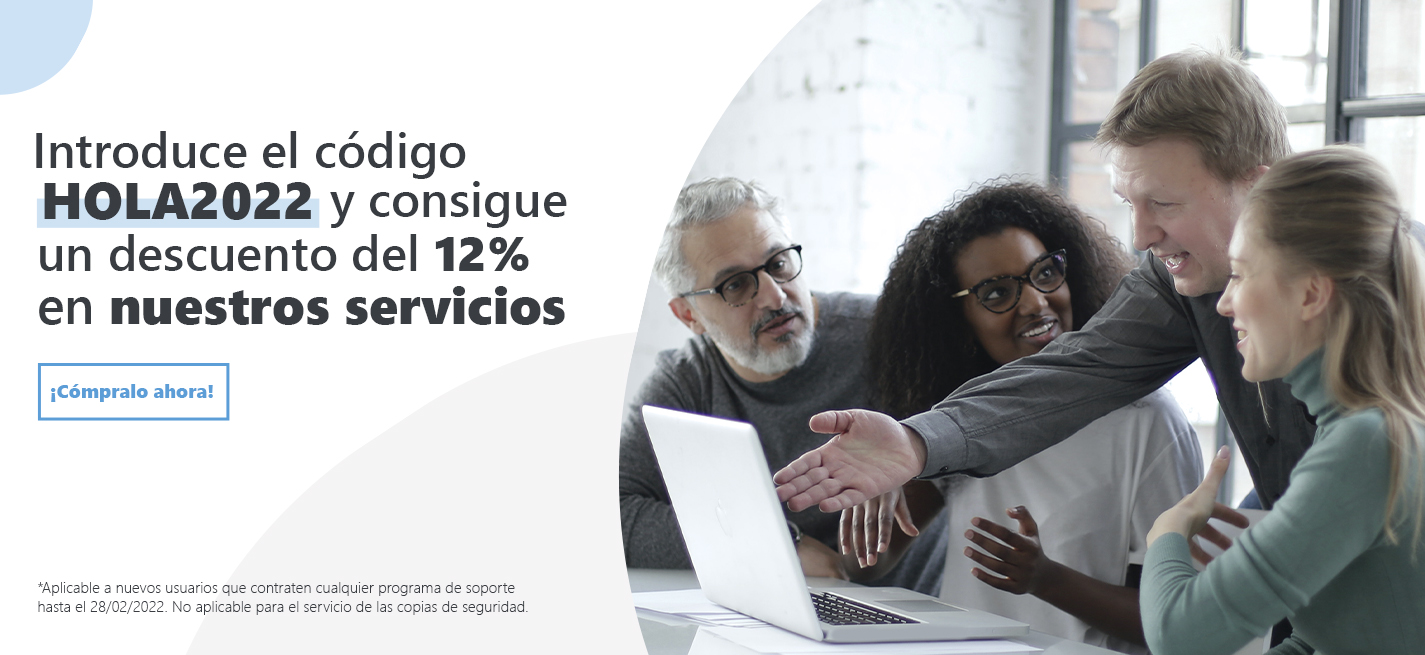 Introduce el código
HOLA2022 y consigue
un descuento del 12%
en nuestros servicios
¡Cómpralo ahora!
*Aplicable a nuevos usuarios que contraten cualquier programa de soporte
hasta el 28/02/2022. No aplicable para el servicio de las copias de seguridad.